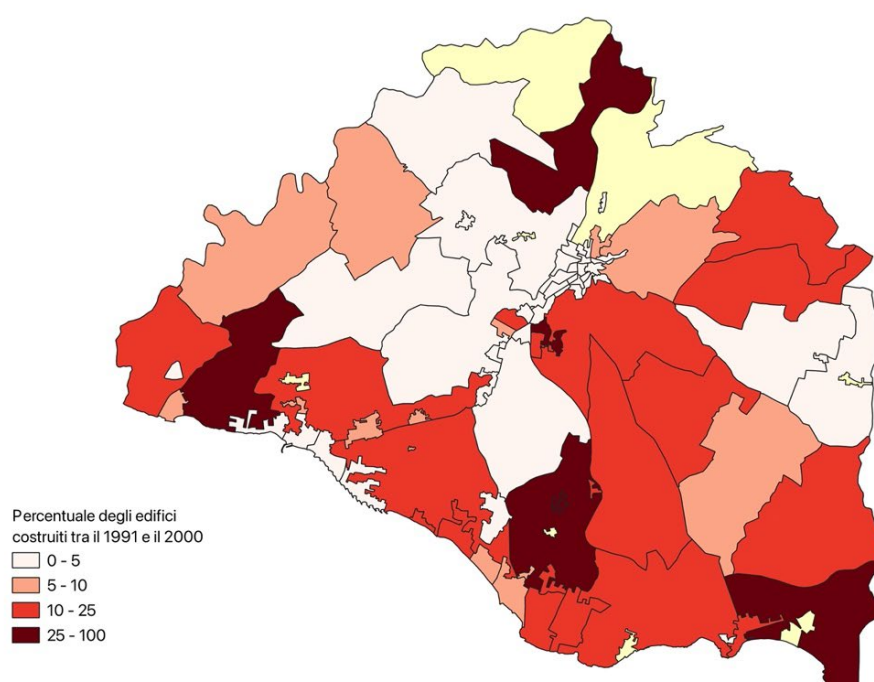 Percentuale degli edifici
costruiti tra il 1991 e il 2000
0 - 5
5 - 10
10 - 25
25 - 100